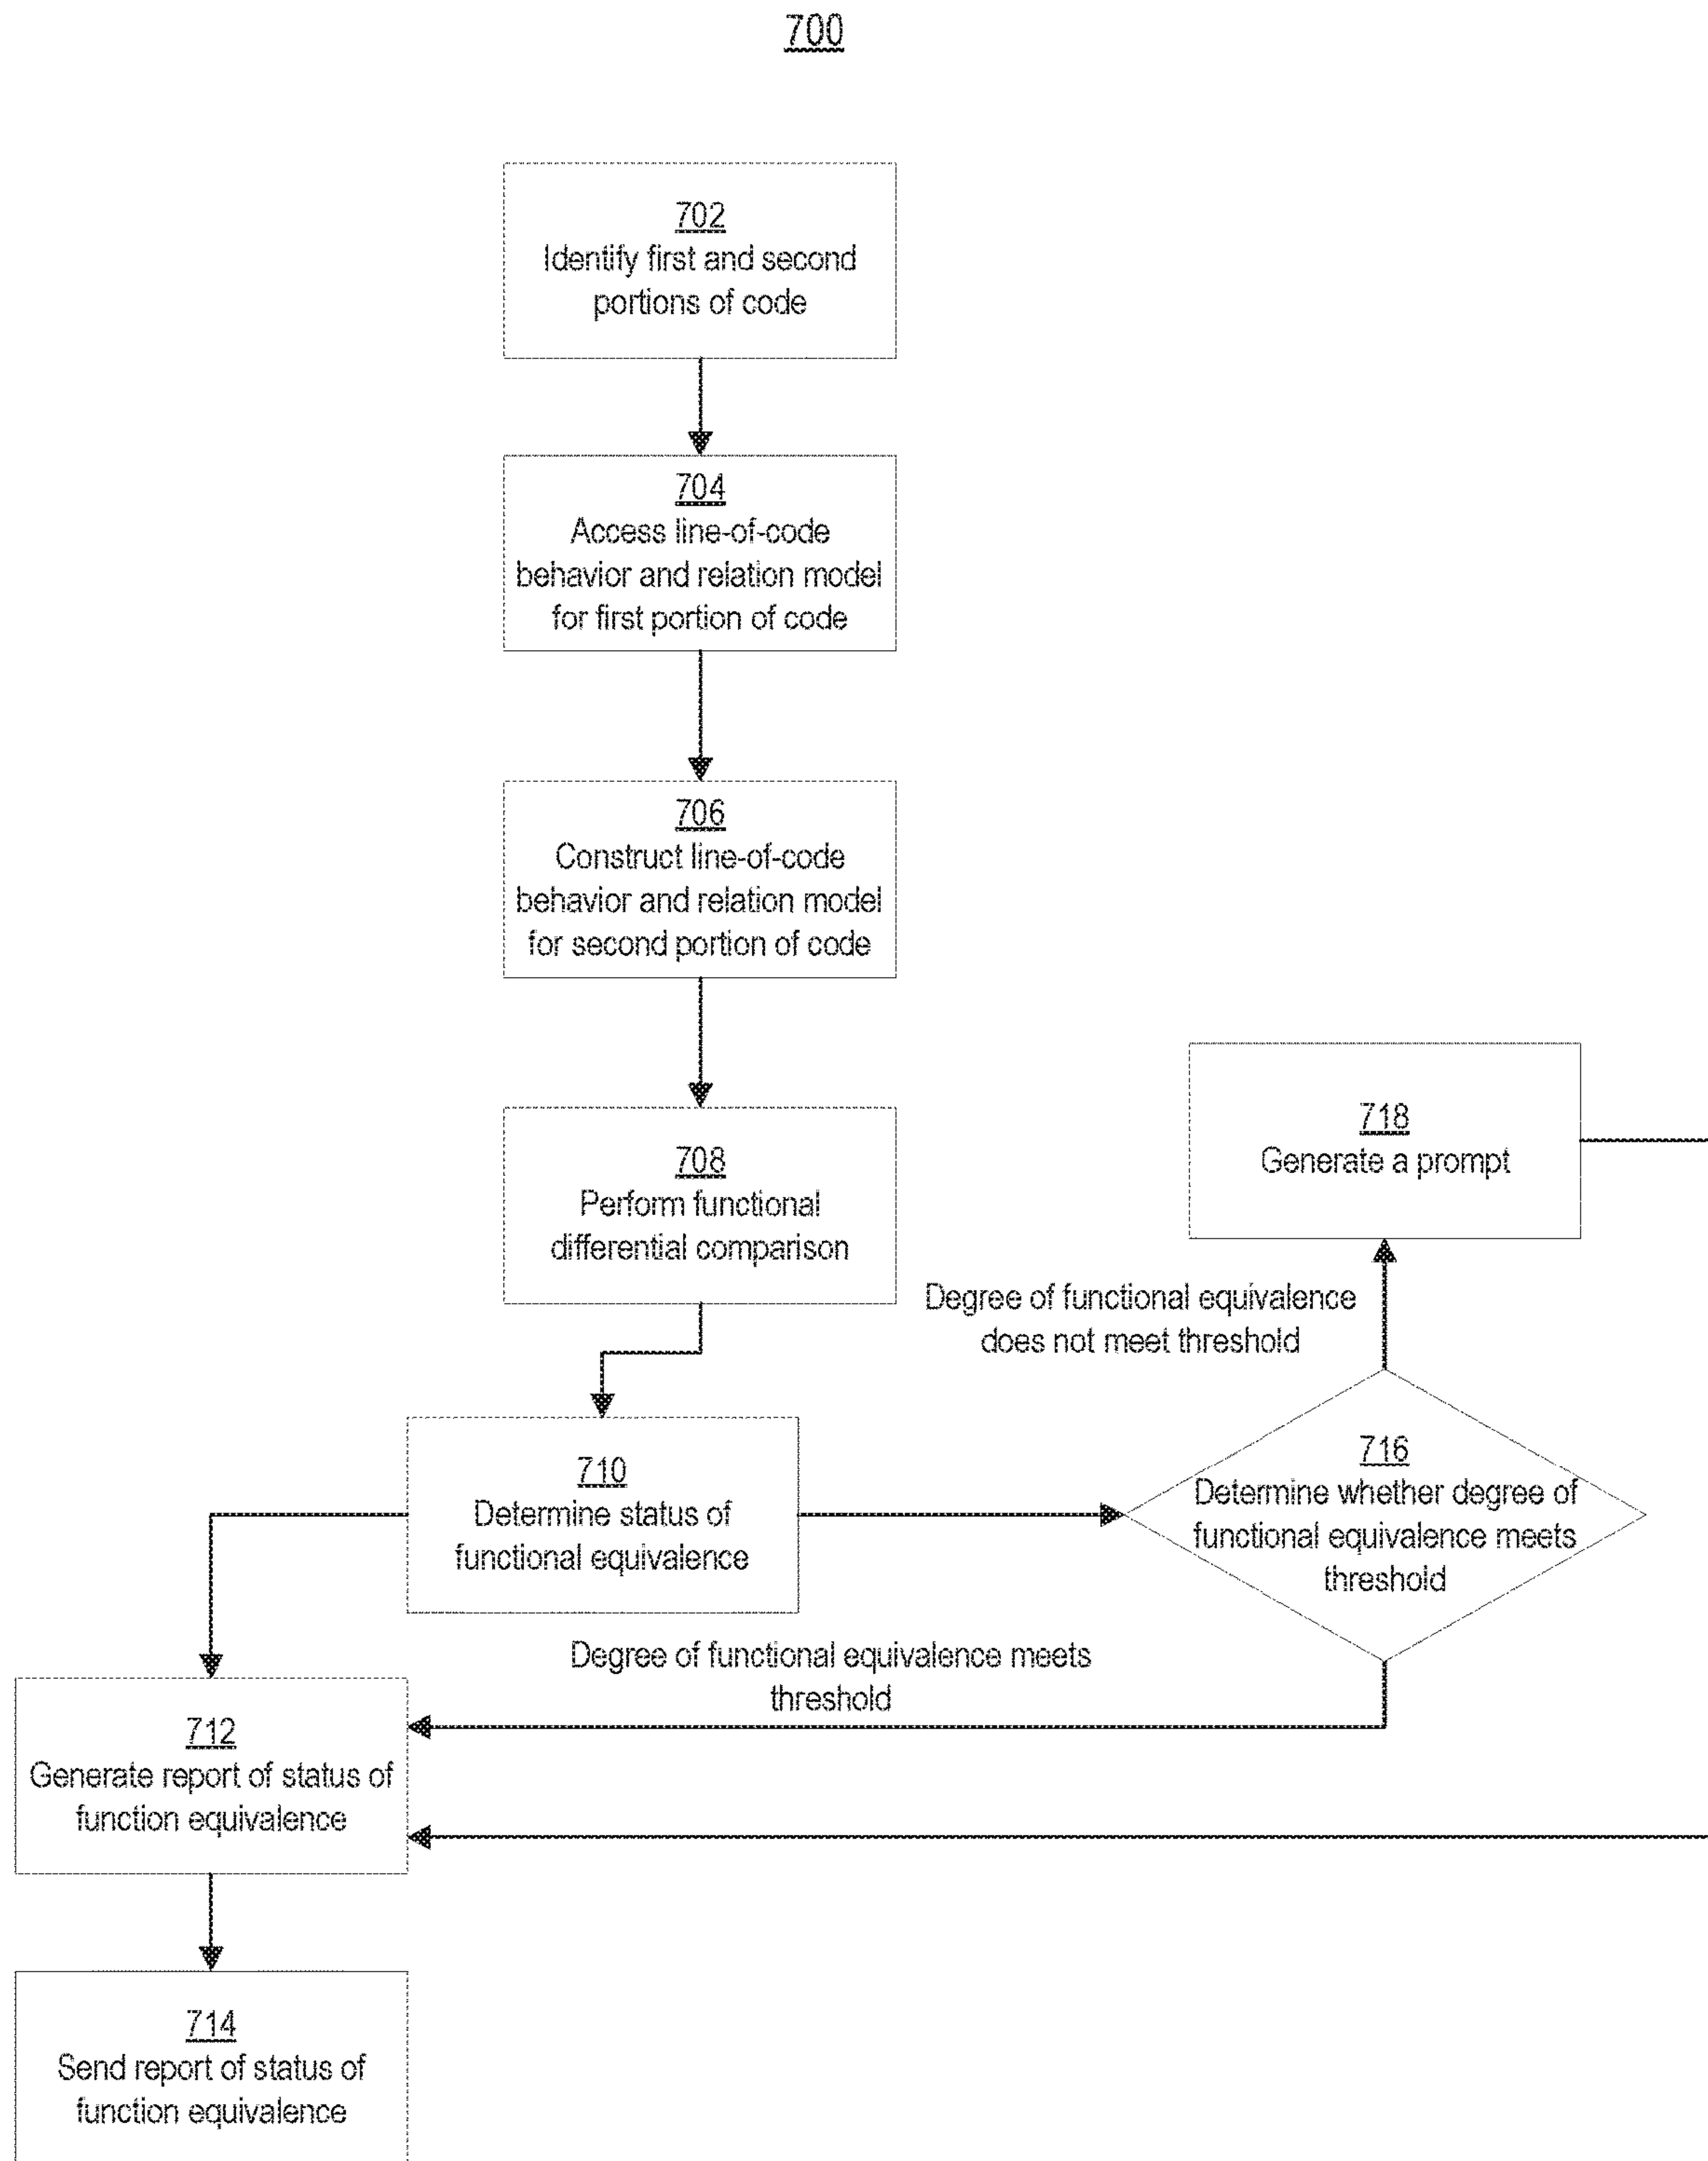 700
702
Identify first and second
portions of code
704
Access line-of-code
behavior and relation model
for first portion of code
706
Construct line-of-code
behavior and relation model
for second portion of code
708
Perform functional
differential comparison
718
Generate a prompt
Degree of functional equivalence
does not meet threshold
710
Determine status of
functional equivalence
716
Determine whether degree of
functional equivalence meets
threshold
Degree of functional equivalence meets
threshold
712
Generate report of status of
function equivalence
714
Send report of status of
function equivalence